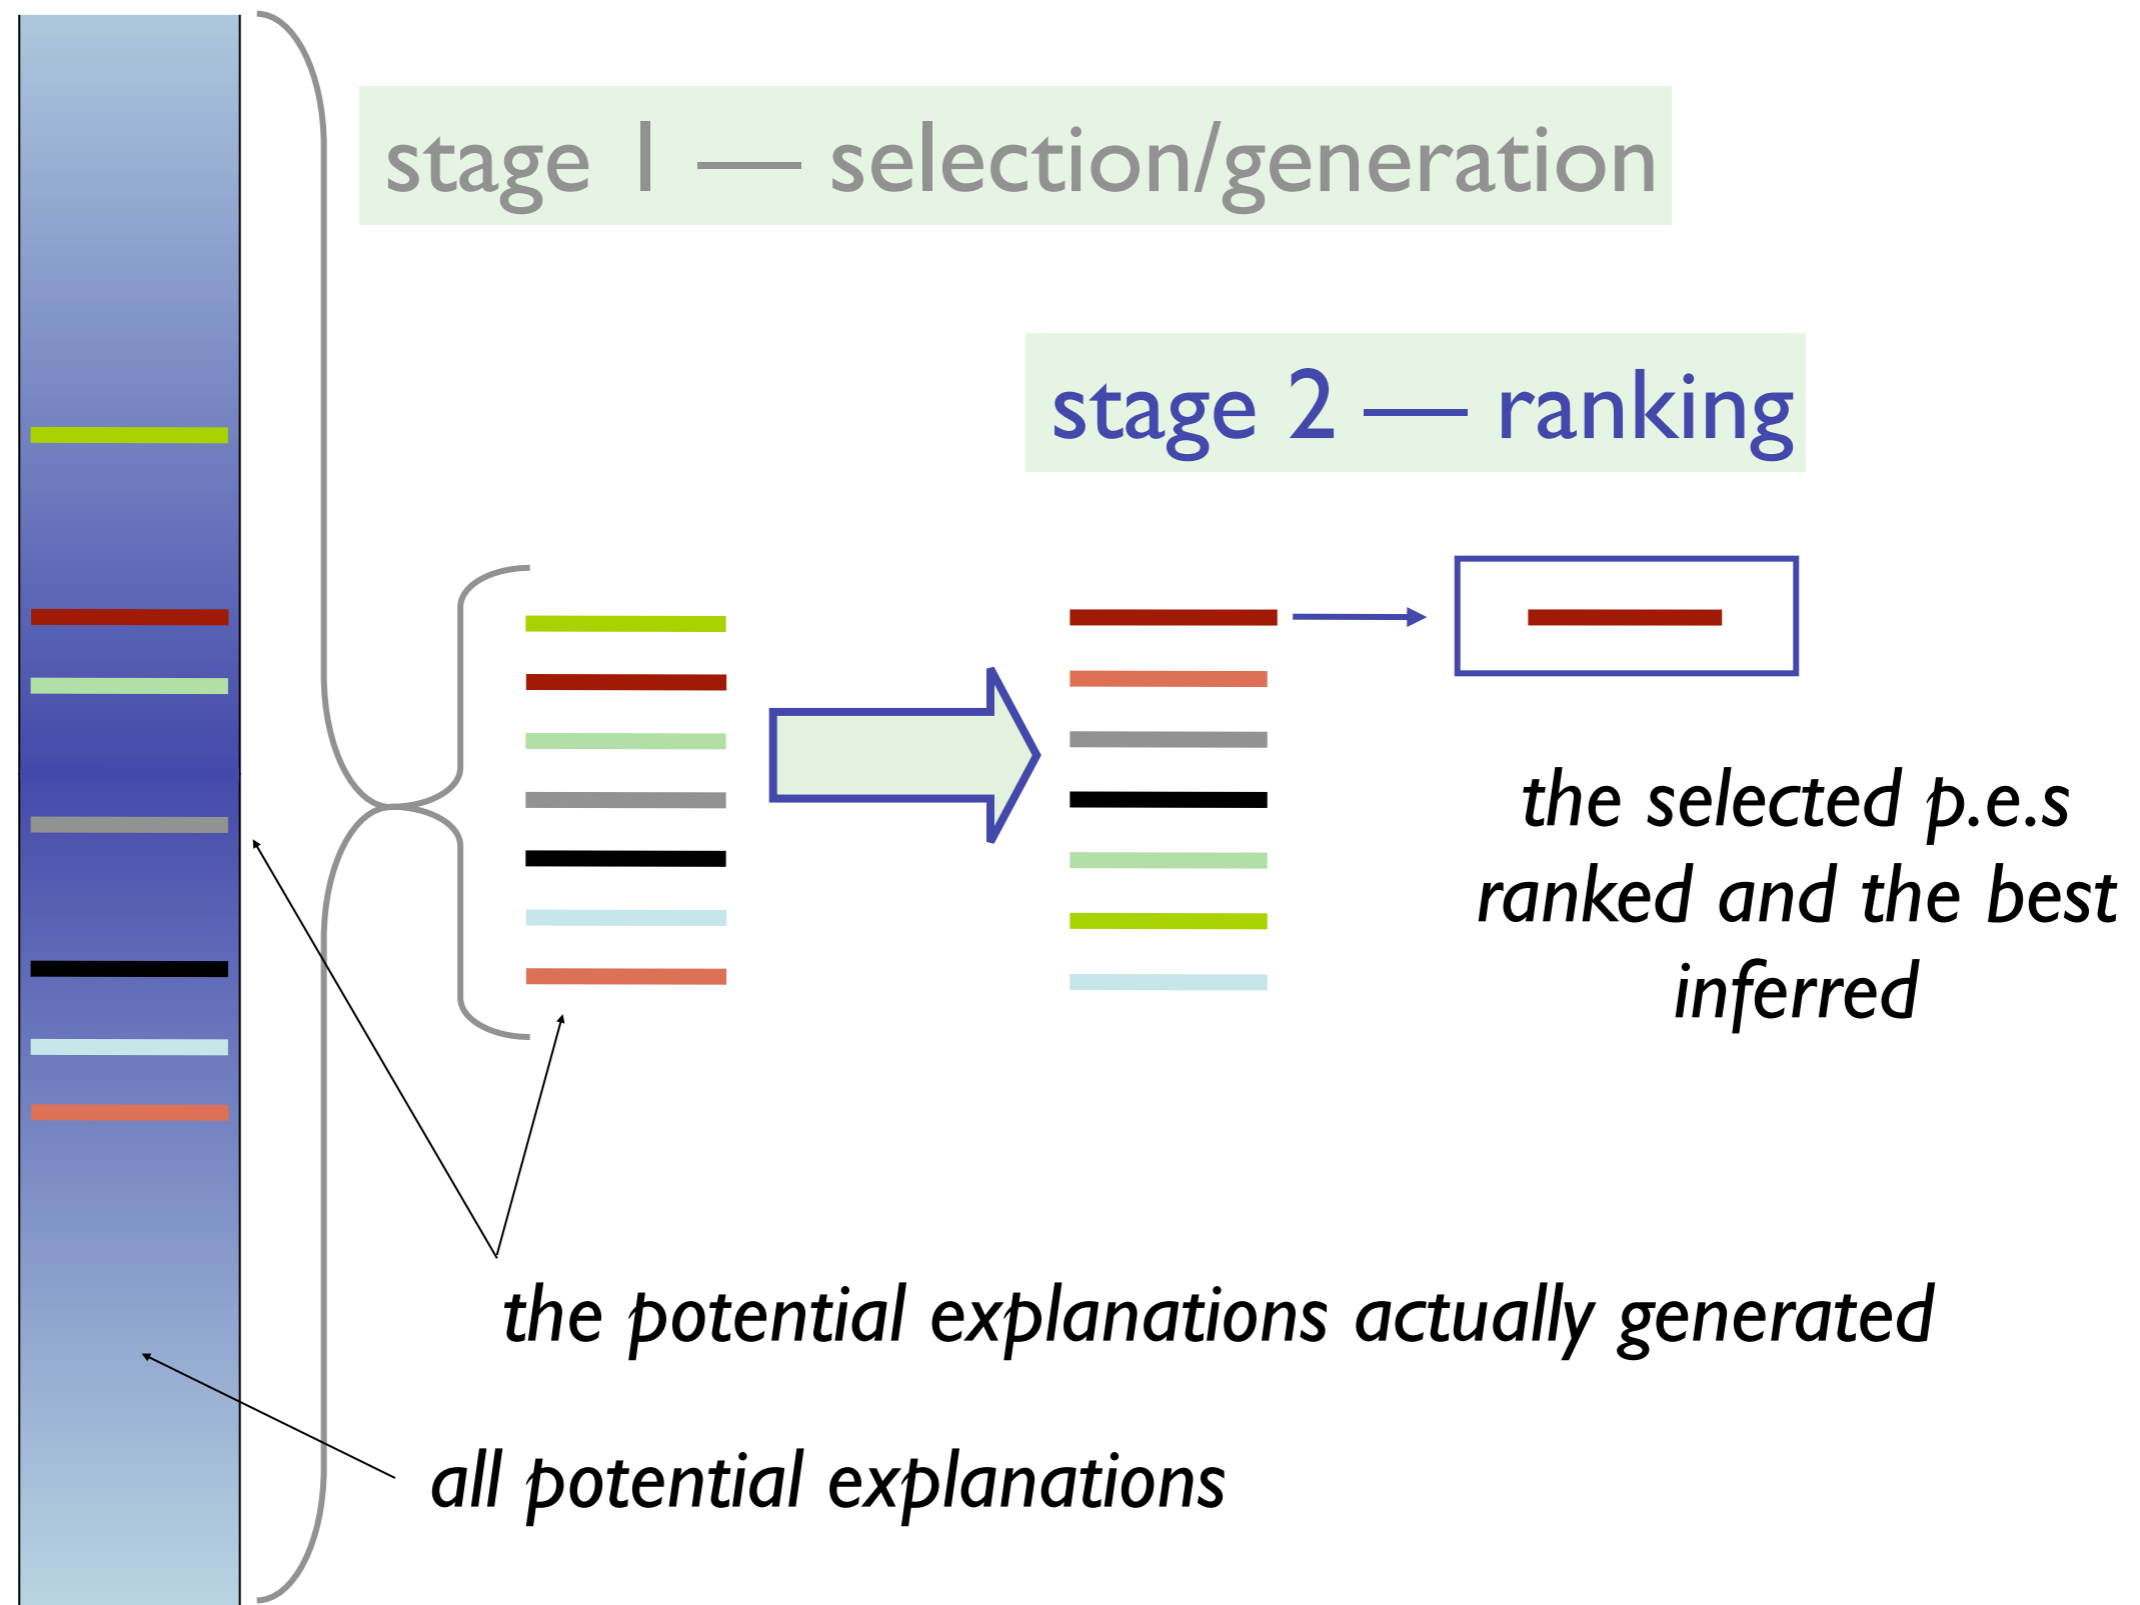 stage 1 — selection/generation
stage 2 — ranking
the selected p.e.s
ranked and the best
inferred
the potential explanations actually generated
all potential explanations